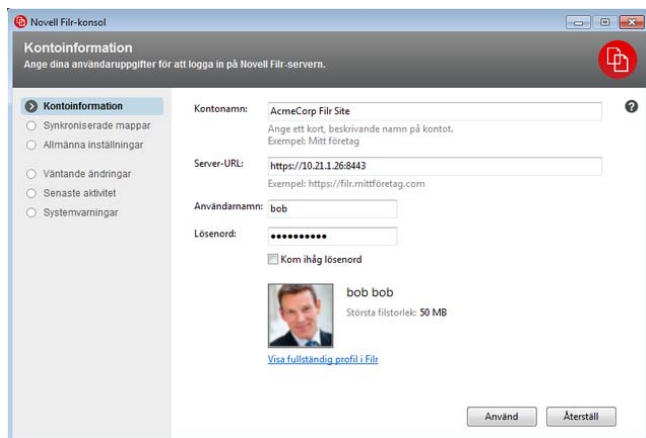 Novell Filr-konsol
Kontoinformation
Ange dina användaruppgifter för att logga in på Novell Filr-servern.
Kontoinformation
Synkroniserade mappar
Allmänna inställningar
Väntande ändringar
Senaste aktivitet
Systemvarningar
Kontonamn: AcmeCorp Filr Site
Ange ett kort, beskrivande namn på kontot.
Exempel: Mitt företag
Server-URL: https://10.21.1.26:8443
Exempel: https://filr.mittföretag.com
Användarnamn: bob
Lösenord: ••••••••••
Kom ihåg lösenord
bob bob
Största filstorlek: 50 MB
Visa fullständig profil i Filr
Använd Återställ